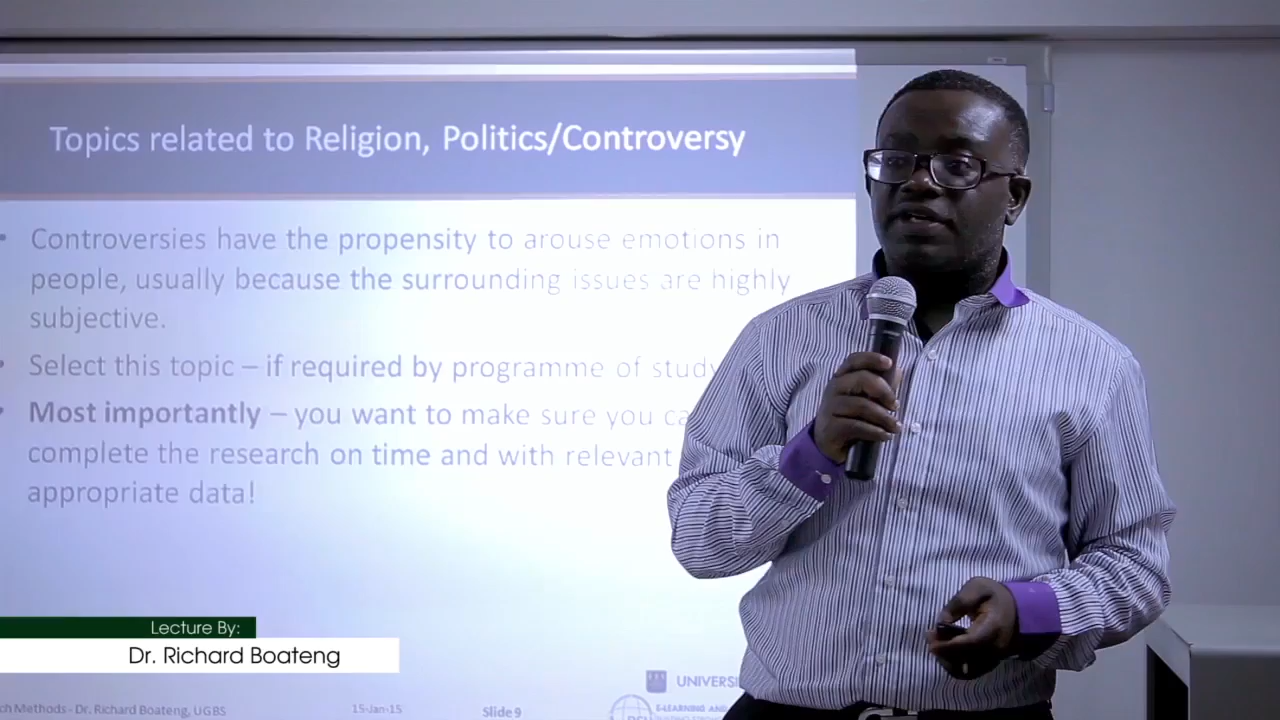 Topics related to Religion, Politics/Controversy
• Controversies have the propensity to arouse emotions in
people, usually because the surrounding issues are highly
subjective.
• Select this topic – if required by programme of study
• Most importantly – you want to make sure you
complete the research on time and with relevant
appropriate data!
Lecture By:
Dr. Richard Boateng
Methods - Dr. Richard Boateng, UGBS
15-Jan-15
Slide 9
E-LEARNING AND